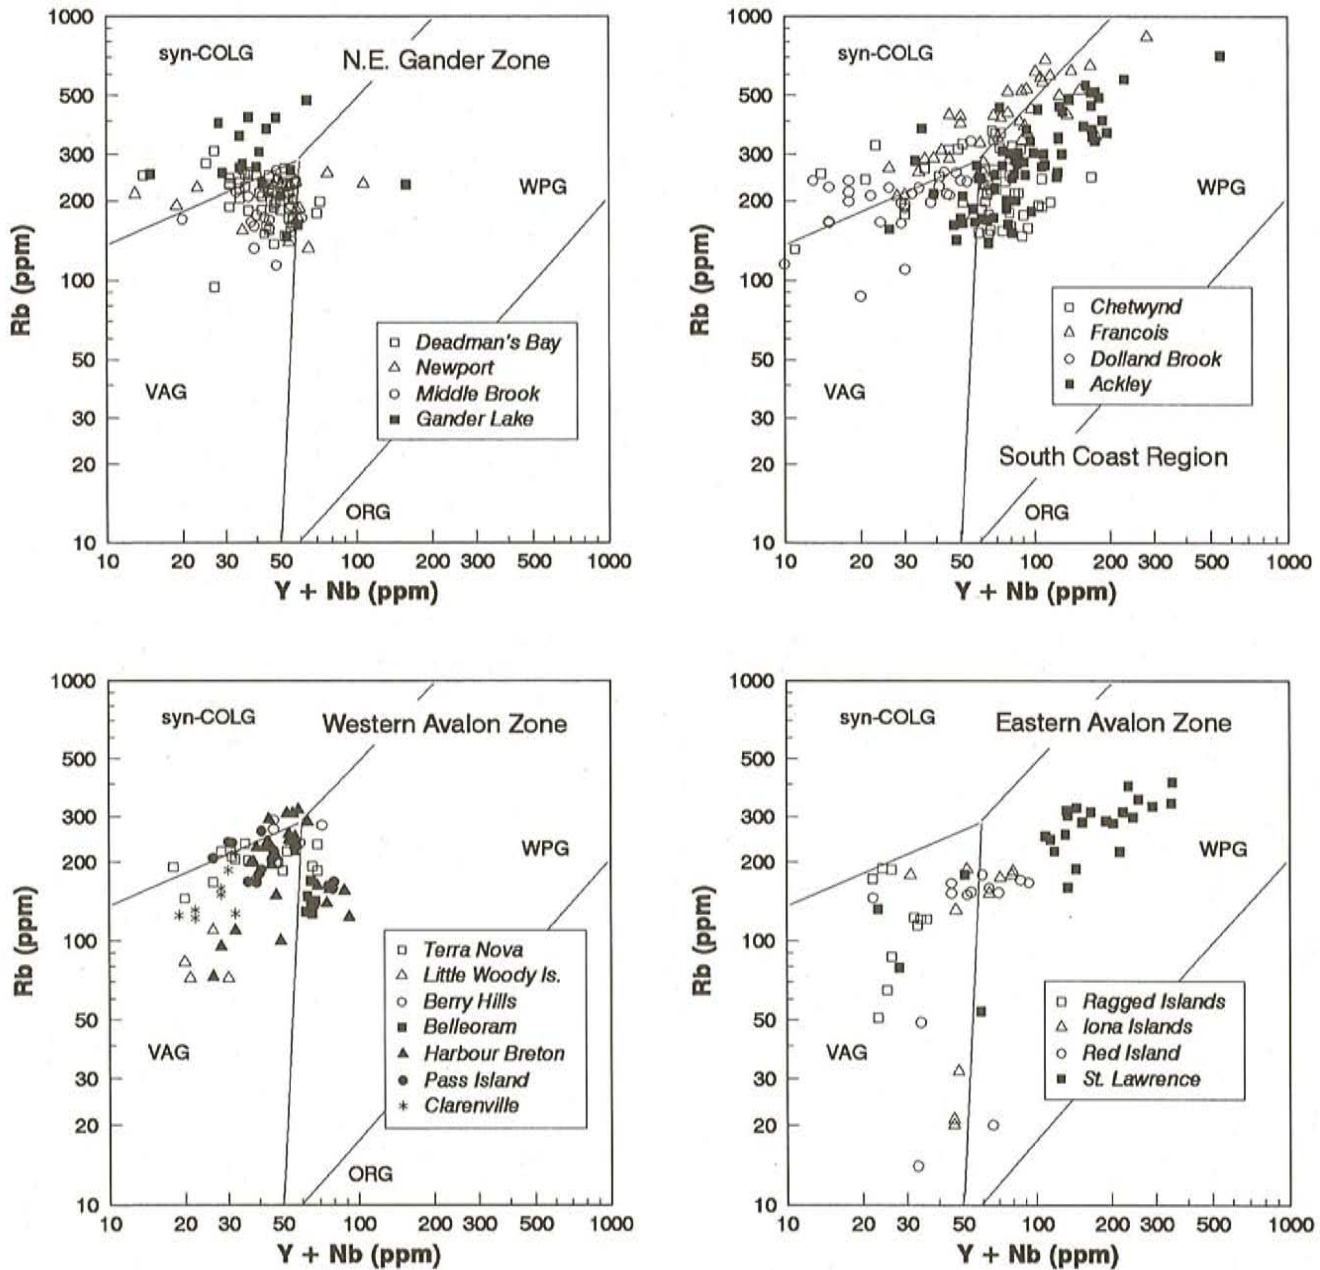 1000
500
300
200
100
50
30
20
10
Rb (ppm)
syn-COLG
N.E. Gander Zone
WPG
VAG
ORG
Deadman's Bay
Newport
Middle Brook
Gander Lake
10 20 30 50 100 200 300 500 1000
Y + Nb (ppm)
1000
500
300
200
100
50
30
20
10
Rb (ppm)
syn-COLG
WPG
VAG
Chetwynd
Francois
Dolland Brook
Ackley
South Coast Region
ORG
10 20 30 50 100 200 300 500 1000
Y + Nb (ppm)
1000
500
300
200
100
50
30
20
10
Rb (ppm)
syn-COLG
Western Avalon Zone
WPG
VAG
Terra Nova
Little Woody Is.
Berry Hills
Belleoram
Harbour Breton
Pass Island
Clarenville
ORG
10 20 30 50 100 200 300 500 1000
Y + Nb (ppm)
1000
500
300
200
100
50
30
20
10
Rb (ppm)
syn-COLG
Eastern Avalon Zone
WPG
VAG
Ragged Islands
Iona Islands
Red Island
St. Lawrence
10 20 30 50 100 200 300 500 1000
Y + Nb (ppm)